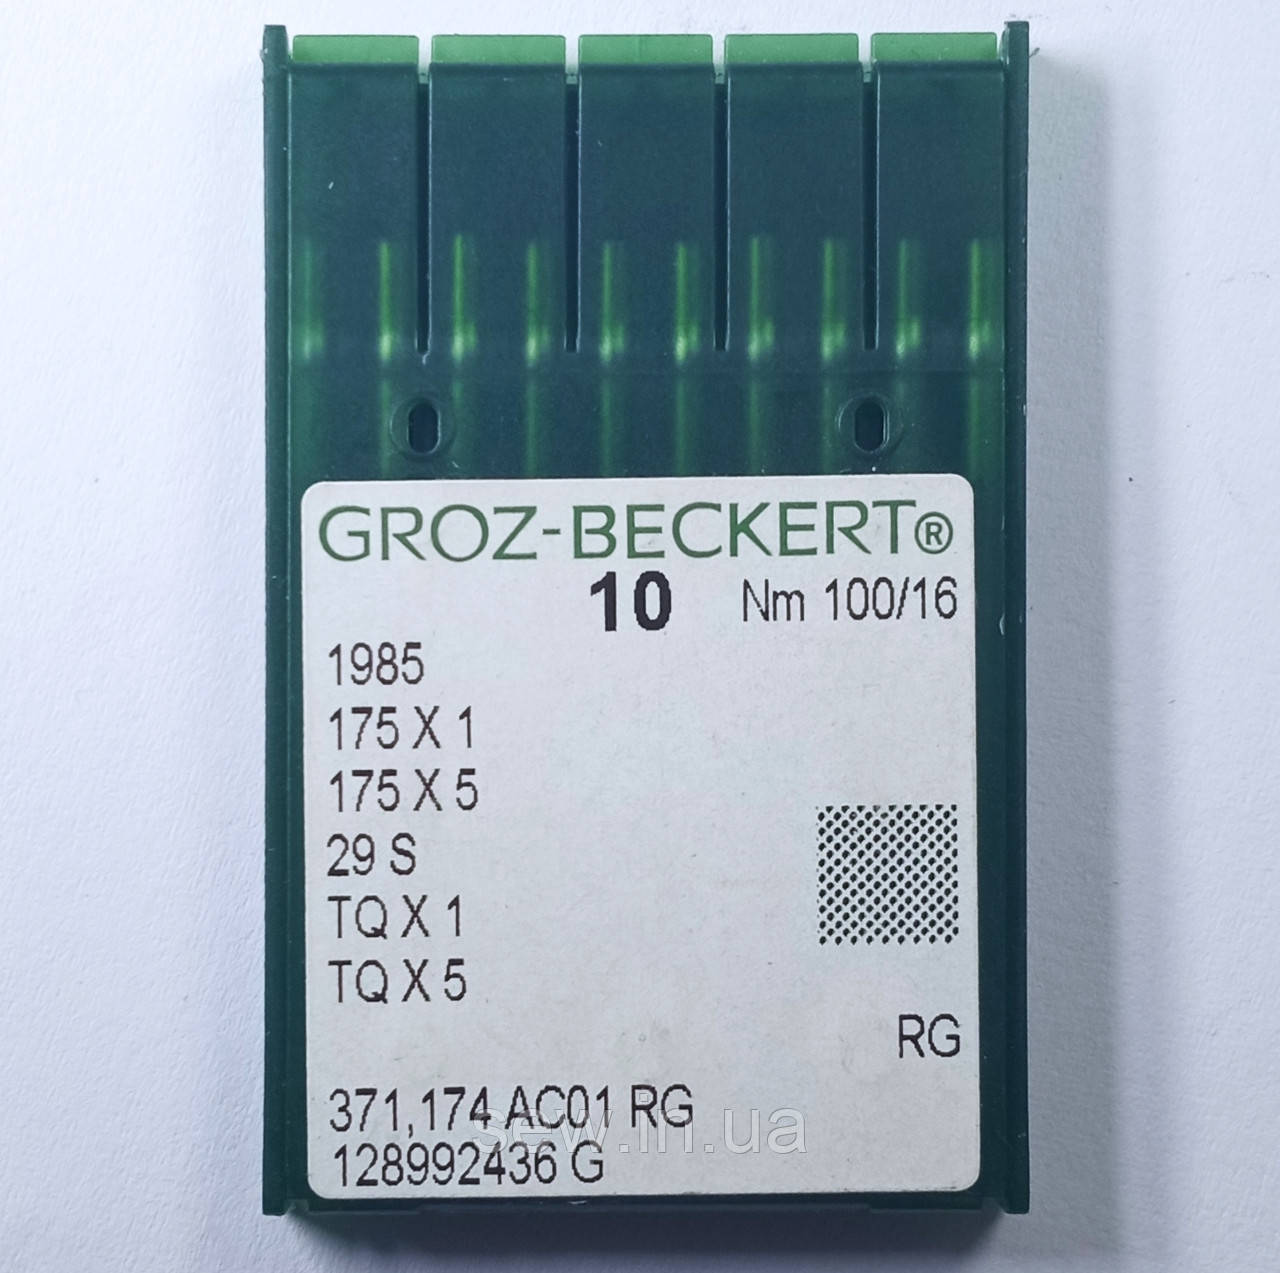 GROZ-BECKERT®
10 Nm 100/16
1985
175 X 1
175 X 5
29 S
TQ X 1
TQ X 5
RG
371,174 AC01 RG
sew.in.ua
128992436 G